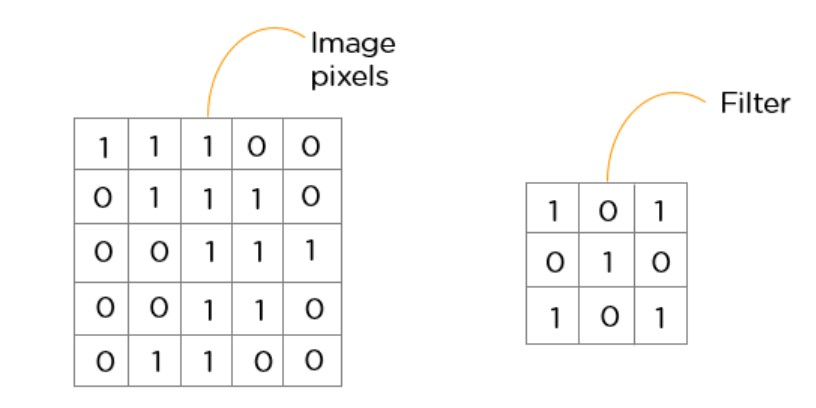 Image
pixels
Filter
1 1 1 0 0
0 1 1 1 0
0 0 1 1 1
0 0 1 1 0
0 1 1 0 0
1 0 1
0 1 0
1 0 1